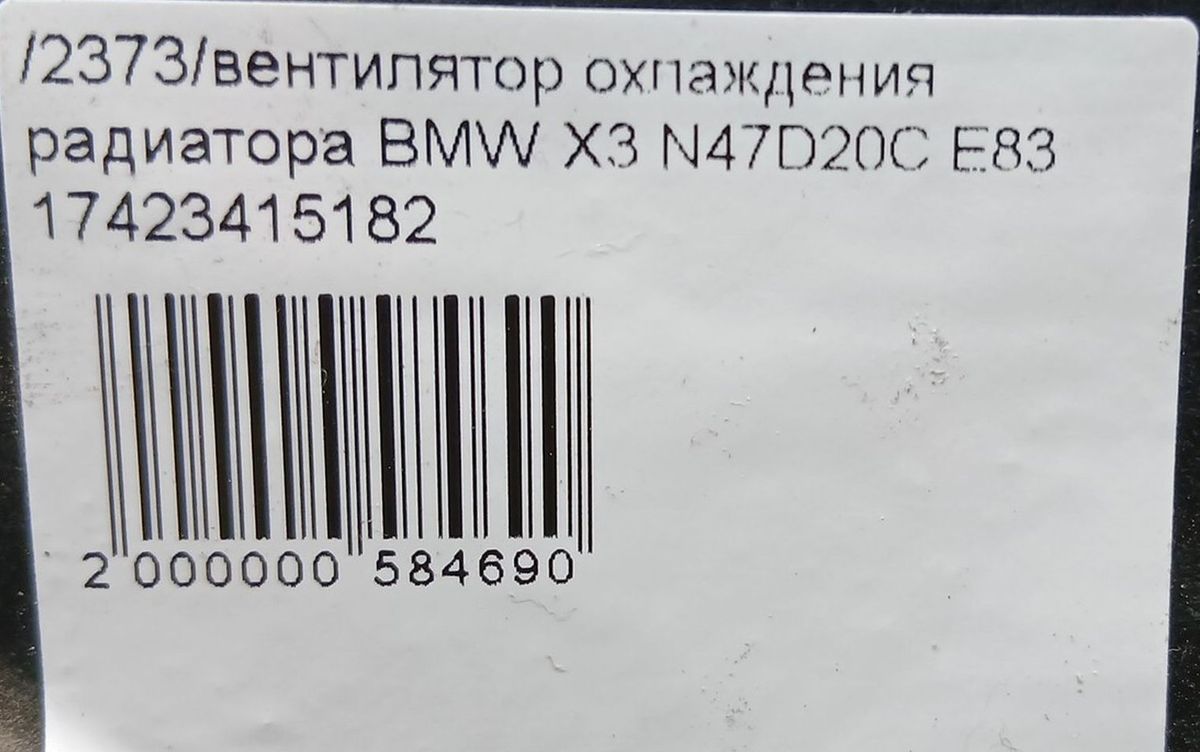 /2373/вентилятор охлаждения
радиатора BMW X3 N47D20C E83
17423415182
2 000000 584690